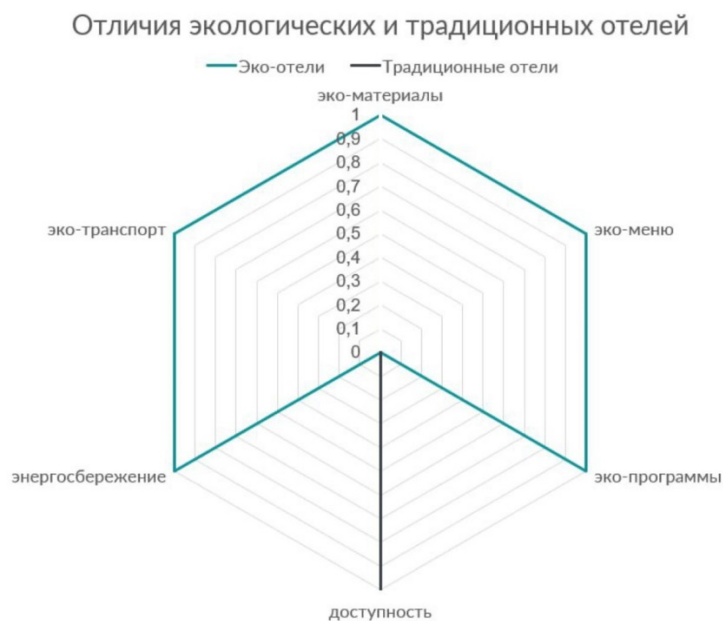 Отличия экологических и традиционных отелей
Эко-отели Традиционные отели
эко-материалы
1
0,9
0,8
0,7
0,6
0,5
0,4
0,3
0,2
0,1
0
эко-транспорт
эко-меню
энергосбережение
эко-программы
доступность